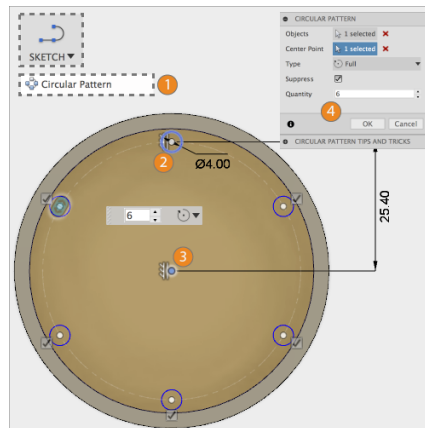 SKETCH▼
Circular Pattern
1
CIRCULAR PATTERN
Objects 1 selected ✖
Center Point 1 selected ✖
Type Full
Suppress
Quantity 6
4
OK Cancel
CIRCULAR PATTERN TIPS AND TRICKS
2
Ø4.00
25.40
6
3